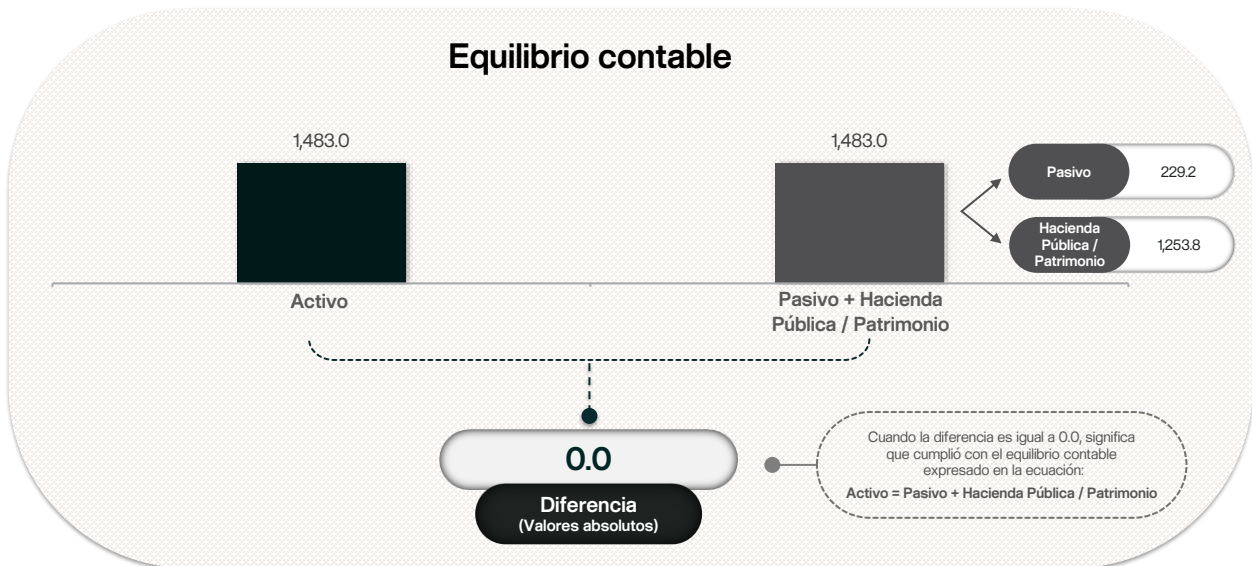 Equilibrio contable
1,483.0
1,483.0
Pasivo
229.2
Hacienda
Pública /
Patrimonio
1,253.8
Activo
Pasivo + Hacienda
Pública / Patrimonio
0.0
Diferencia
(Valores absolutos)
Cuando la diferencia es igual a 0.0, significa
que cumplió con el equilibrio contable
expresado en la ecuación:
Activo = Pasivo + Hacienda Pública / Patrimonio